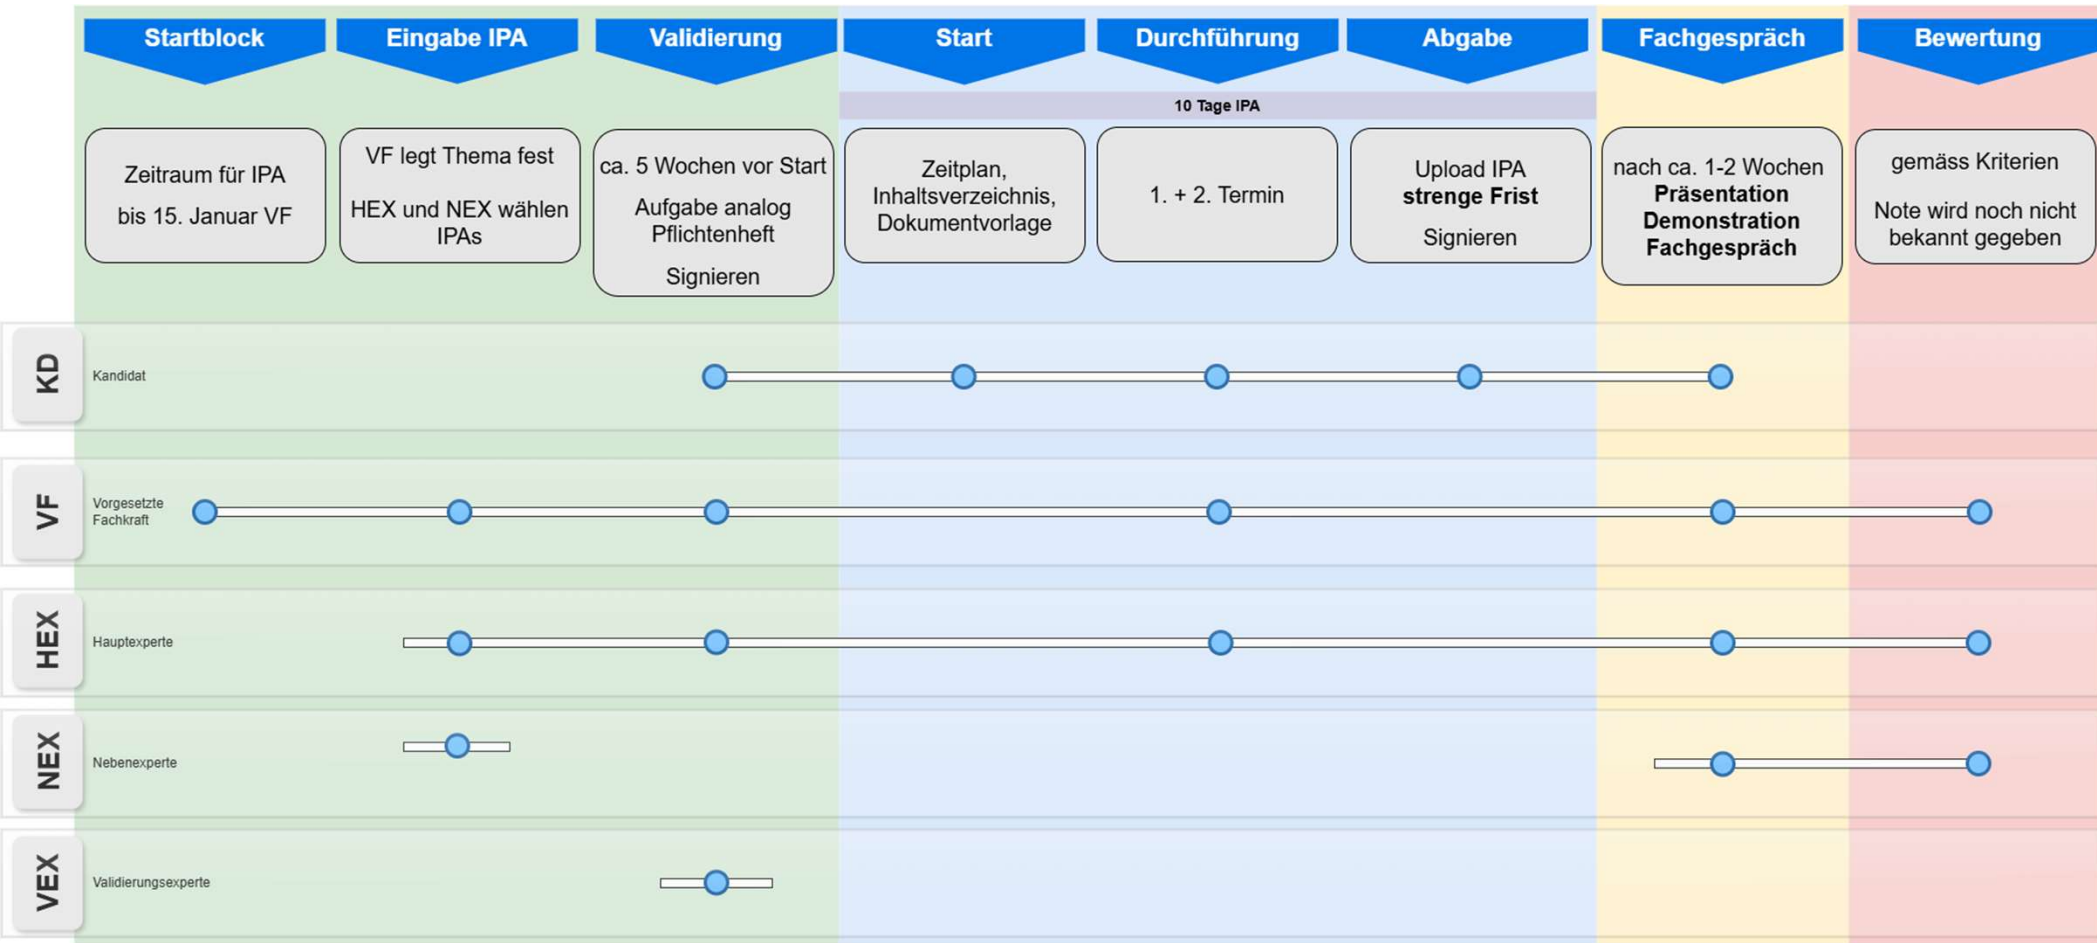 Startblock
Eingabe IPA
Validierung
Start
Durchführung
Abgabe
Fachgespräch
Bewertung
10 Tage IPA
Zeitraum für IPA
bis 15. Januar VF
VF legt Thema fest
HEX und NEX wählen
IPAs
ca. 5 Wochen vor Start
Aufgabe analog
Pflichtenheft
Signieren
Zeitplan,
Inhaltsverzeichnis,
Dokumentvorlage
1. + 2. Termin
Upload IPA
strenge Frist
Signieren
nach ca. 1-2 Wochen
Präsentation
Demonstration
Fachgespräch
gemäss Kriterien
Note wird noch nicht
bekannt gegeben
KD
Kandidat
VF
Vorgesetzte
Fachkraft
HEX
Hauptexperte
NEX
Nebenexperte
VEX
Validierungsexperte